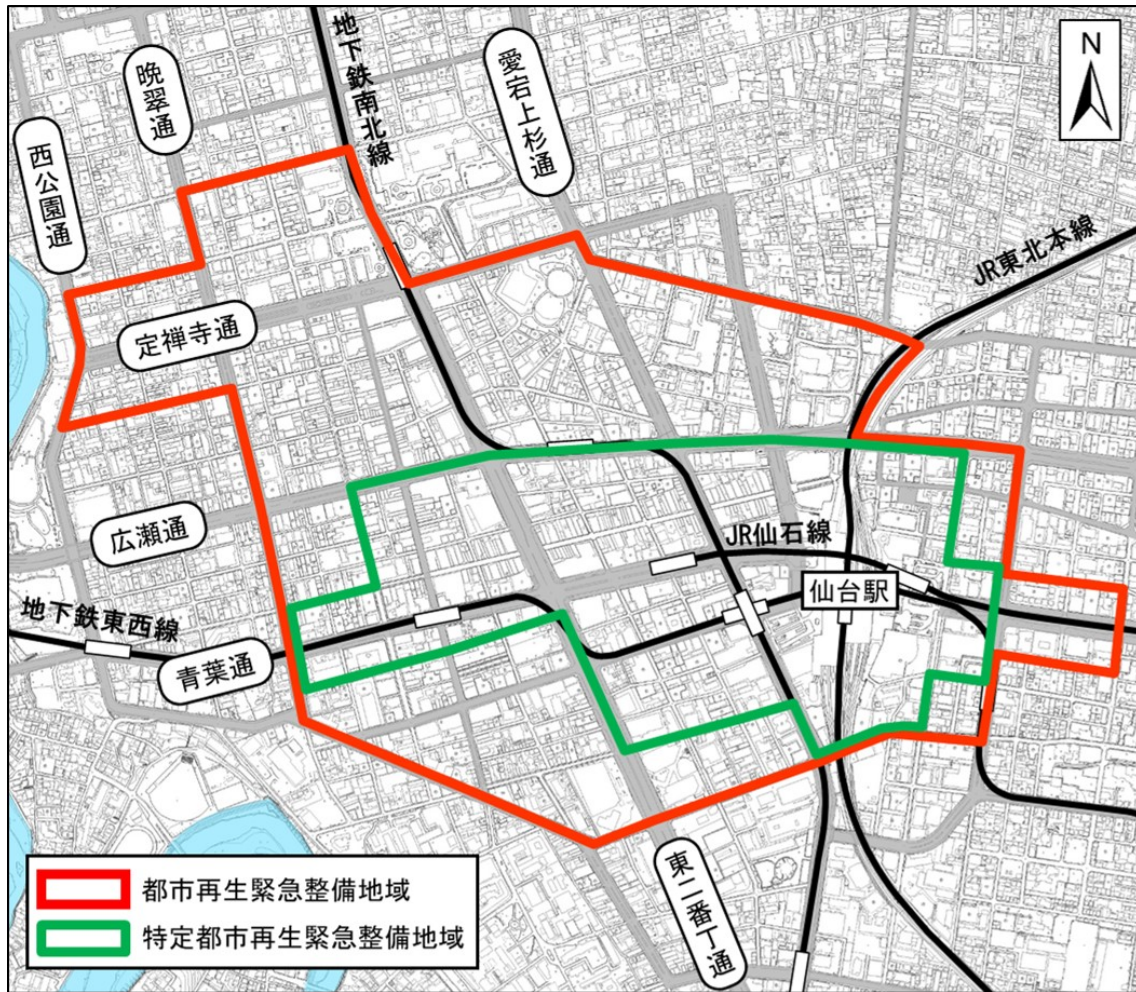 地下鉄南北線
愛宕上杉通
N
晩翠通
西公園通
JR東北本線
定禅寺通
広瀬通
JR仙石線
仙台駅
地下鉄東西線
青葉通
東二番丁通
都市再生緊急整備地域
特定都市再生緊急整備地域